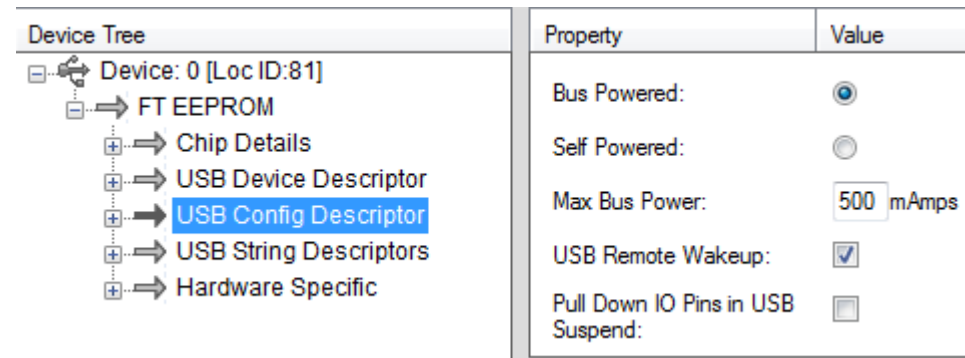 Device Tree
Device: 0 [Loc ID:81]
FT EEPROM
Chip Details
USB Device Descriptor
USB Config Descriptor
USB String Descriptors
Hardware Specific
Property Value
Bus Powered:
Self Powered:
Max Bus Power: 500 mAmps
USB Remote Wakeup:
Pull Down IO Pins in USB
Suspend: